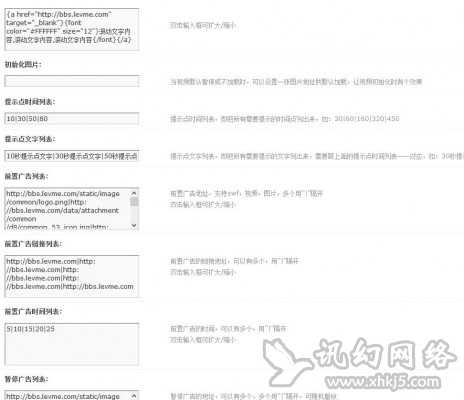 {a href="http://bbs.levme.com"
target="_blank"}{font
color="#FFFFFF" size="12"}滚动文字内
容,滚动文字内容,滚动文字内容{/font}{/a}
双击输入框可扩大/缩小
初始化图片:
当视频默认暂停或不加载时，可以设置一张图片地址供默认加载，让视频初始化时有个效果
提示点时间列表:
10|30|50|80
提示点时间列表，即把所有需要提示的时间点列出来，如：30|60|160|320|450
提示点文字列表:
10秒提示点文字|30秒提示点文字|50秒提示点
提示点文字列表，即把所有需要提示的文字列出来，需要跟上面的提示点时间列表一一对应，如：30秒
前置广告列表:
http://bbs.levme.com/static/image
/common/logo.png|http:
//bbs.levme.com/data/attachment
/common
/d9/common_53_icon.jpg|http:
前置广告地址，支持swf，视频，图片，多个用"|"隔开
双击输入框可扩大/缩小
前置广告链接列表:
http://bbs.levme.com|http:
//bbs.levme.com|http:
//bbs.levme.com|http:
//bbs.levme.com|http://bbs.levme.com
前置广告的链接地址，可以有多个，用"|"隔开
双击输入框可扩大/缩小
前置广告时间列表:
5|10|15|20|25
前置广告的时间，可以有多个，用"|"隔开
双击输入框可扩大/缩小
讯幻网络
www.xhkj5.com
暂停广告列表:
http://bbs.levme.com/static/image
暂停广告的地址，可以有多个，多个用"|"隔开，可随机播放